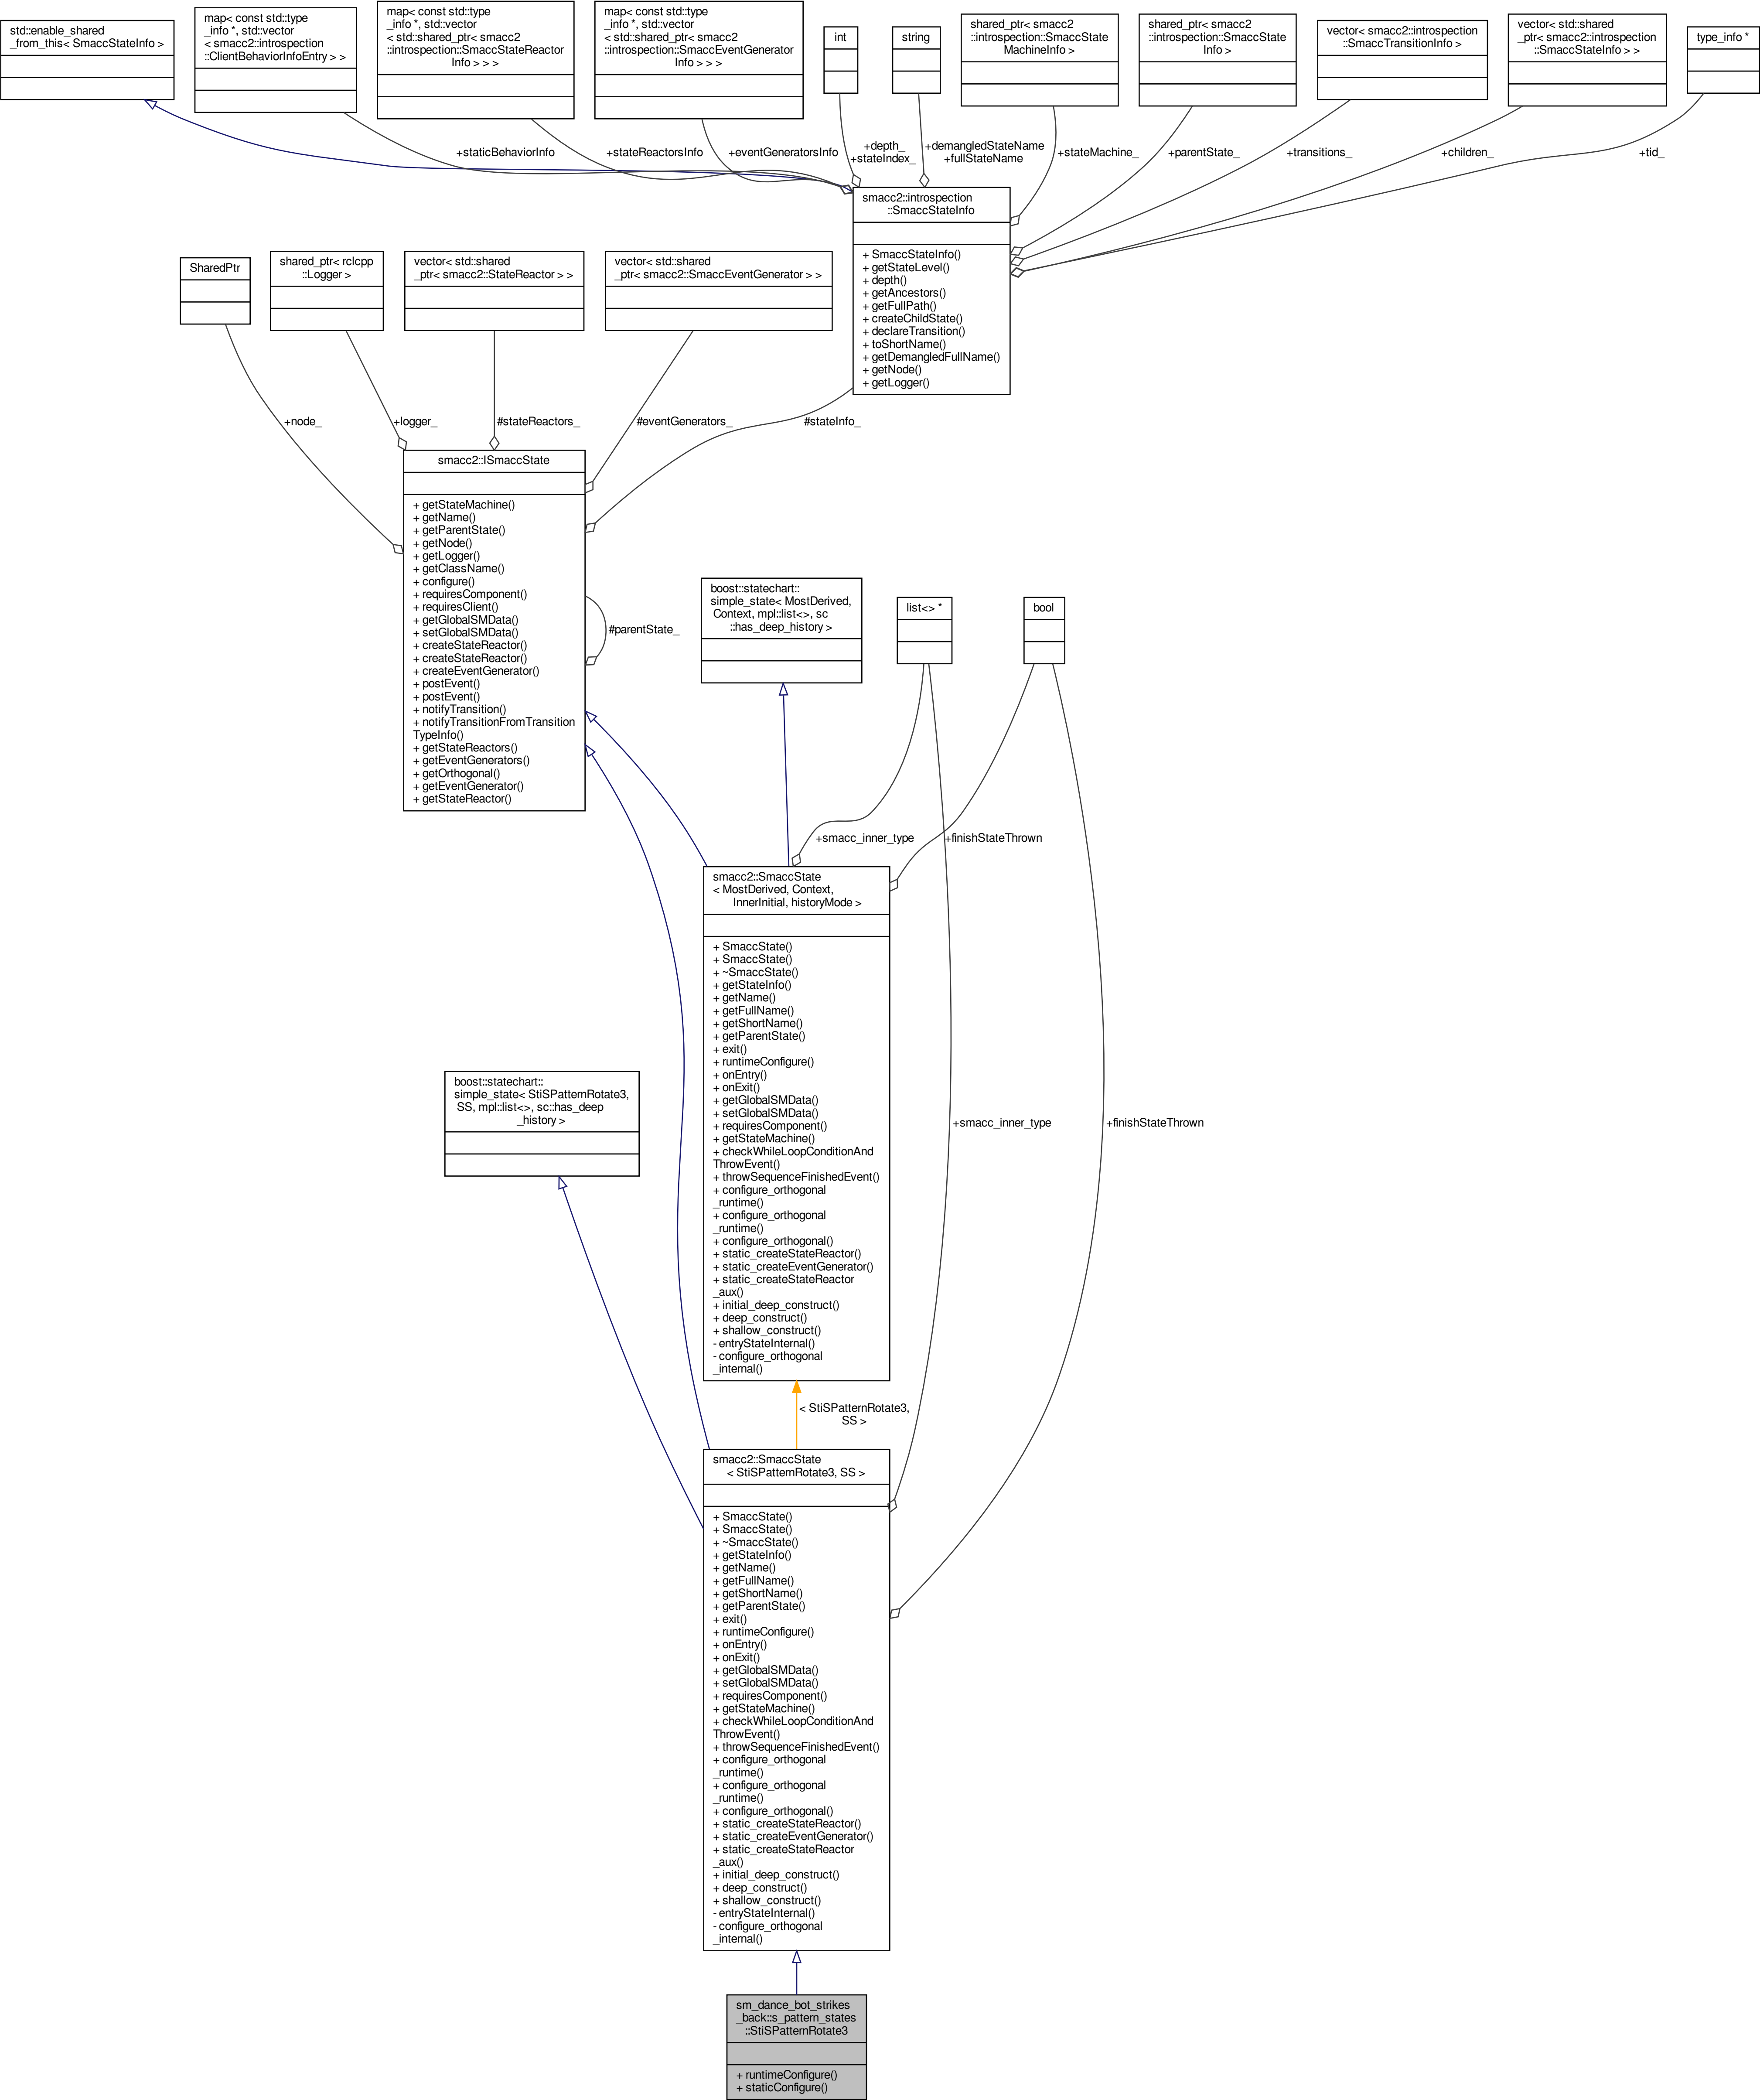 std::enable_shared
_from_this< SmaccStateInfo >
map< const std::type
_info *, std::vector
< smacc2::introspection
::ClientBehaviorInfoEntry > >
map< const std::type
_info *, std::vector
< std::shared_ptr< smacc2
::introspection::SmaccStateReactor
Info > > >
map< const std::type
_info *, std::vector
< std::shared_ptr< smacc2
::introspection::SmaccEventGenerator
Info > > >
int
string
shared_ptr< smacc2
::introspection::SmaccState
MachineInfo >
shared_ptr< smacc2
::introspection::SmaccState
Info >
vector< smacc2::introspection
::SmaccTransitionInfo >
vector< std::shared
_ptr< smacc2::introspection
::SmaccStateInfo > >
type_info *
+staticBehaviorInfo
+stateReactorsInfo
+eventGeneratorsInfo
+depth_
+stateIndex_
+demangledStateName
+fullStateName
+stateMachine_
+parentState_
+transitions_
+children_
+tid_
smacc2::introspection
::SmaccStateInfo
+ SmaccStateInfo()
+ getStateLevel()
+ depth()
+ getAncestors()
+ getFullPath()
+ createChildState()
+ declareTransition()
+ toShortName()
+ getDemangledFullName()
+ getNode()
+ getLogger()
SharedPtr
shared_ptr< rclcpp
::Logger >
vector< std::shared
_ptr< smacc2::StateReactor > >
vector< std::shared
_ptr< smacc2::SmaccEventGenerator > >
+node_
+logger_
#stateReactors_
#eventGenerators_
#stateInfo_
smacc2::ISmaccState
+ getStateMachine()
+ getName()
+ getParentState()
+ getNode()
+ getLogger()
+ getClassName()
+ configure()
+ requiresComponent()
+ requiresClient()
+ getGlobalSMData()
+ setGlobalSMData()
+ createStateReactor()
+ createStateReactor()
+ createEventGenerator()
+ postEvent()
+ postEvent()
+ notifyTransition()
+ notifyTransitionFromTransition
TypeInfo()
+ getStateReactors()
+ getEventGenerators()
+ getOrthogonal()
+ getEventGenerator()
+ getStateReactor()
#parentState_
boost::statechart::
simple_state< MostDerived,
Context, mpl::list<>, sc
::has_deep_history >
list<> *
bool
+smacc_inner_type
+finishStateThrown
smacc2::SmaccState
< MostDerived, Context,
InnerInitial, historyMode >
+ SmaccState()
+ SmaccState()
+ ~SmaccState()
+ getStateInfo()
+ getName()
+ getFullName()
+ getShortName()
+ getParentState()
+ exit()
+ runtimeConfigure()
+ onEntry()
+ onExit()
+ getGlobalSMData()
+ setGlobalSMData()
+ requiresComponent()
+ getStateMachine()
+ checkWhileLoopConditionAnd
ThrowEvent()
+ throwSequenceFinishedEvent()
+ configure_orthogonal
_runtime()
+ configure_orthogonal
_runtime()
+ configure_orthogonal()
+ static_createStateReactor()
+ static_createEventGenerator()
+ static_createStateReactor
_aux()
+ initial_deep_construct()
+ deep_construct()
+ shallow_construct()
- entryStateInternal()
- configure_orthogonal
_internal()
boost::statechart::
simple_state< StiSPatternRotate3,
SS, mpl::list<>, sc::has_deep
_history >
+smacc_inner_type
+finishStateThrown
< StiSPatternRotate3,
SS >
smacc2::SmaccState
< StiSPatternRotate3, SS >
+ SmaccState()
+ SmaccState()
+ ~SmaccState()
+ getStateInfo()
+ getName()
+ getFullName()
+ getShortName()
+ getParentState()
+ exit()
+ runtimeConfigure()
+ onEntry()
+ onExit()
+ getGlobalSMData()
+ setGlobalSMData()
+ requiresComponent()
+ getStateMachine()
+ checkWhileLoopConditionAnd
ThrowEvent()
+ throwSequenceFinishedEvent()
+ configure_orthogonal
_runtime()
+ configure_orthogonal
_runtime()
+ configure_orthogonal()
+ static_createStateReactor()
+ static_createEventGenerator()
+ static_createStateReactor
_aux()
+ initial_deep_construct()
+ deep_construct()
+ shallow_construct()
- entryStateInternal()
- configure_orthogonal
_internal()
sm_dance_bot_strikes
_back::s_pattern_states
::StiSPatternRotate3
+ runtimeConfigure()
+ staticConfigure()